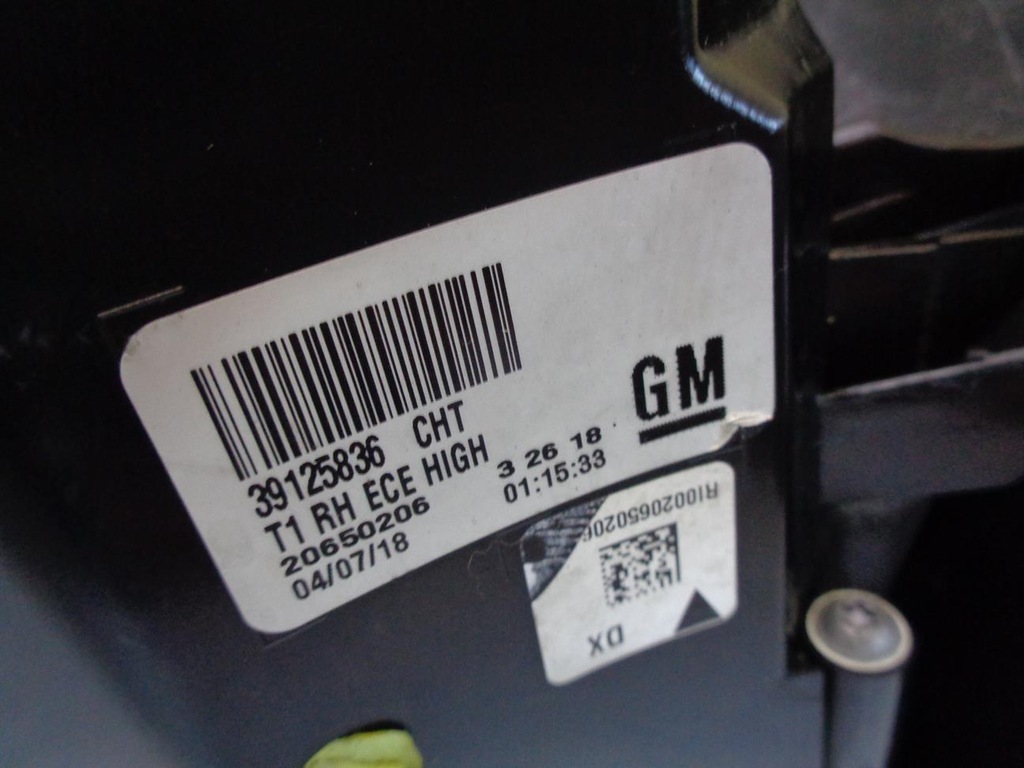 39125836 CHT
T1 RH ECE HIGH
20650206 3 26 18
04/07/18 01:15:33
GM
RI0020650206
DX